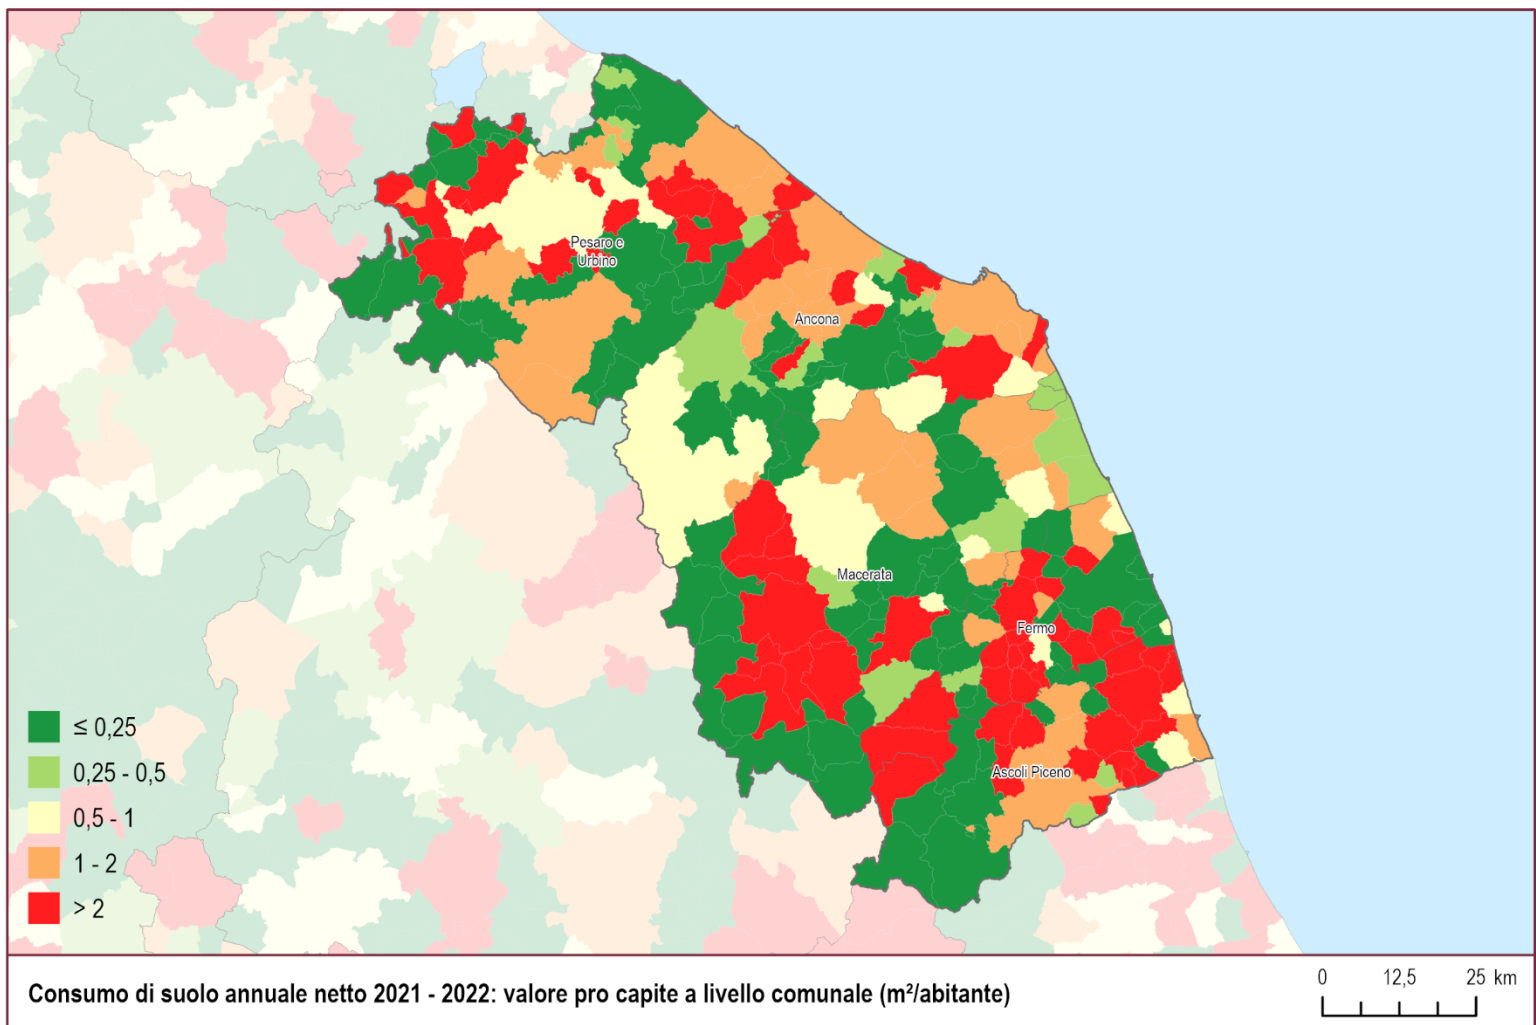 Pesaro e
Urbino
Ancona
Macerata
Fermo
Ascoli Piceno
≤ 0,25
0,25 - 0,5
0,5 - 1
1 - 2
> 2
Consumo di suolo annuale netto 2021 - 2022: valore pro capite a livello comunale (m²/abitante)
0 12,5 25 km